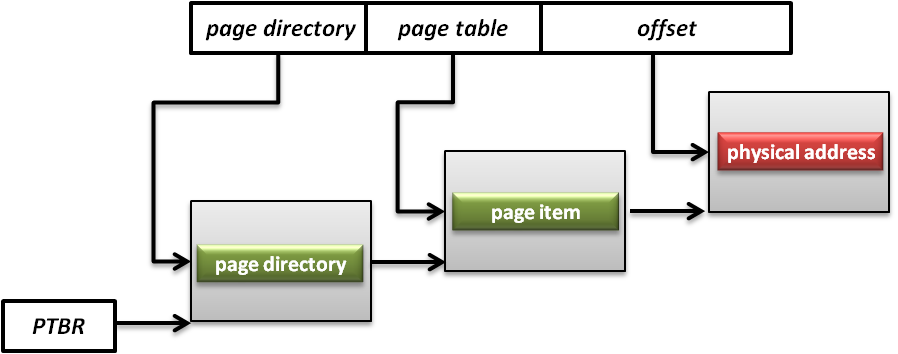 page directory
page table
offset
physical address
page item
page directory
PTBR